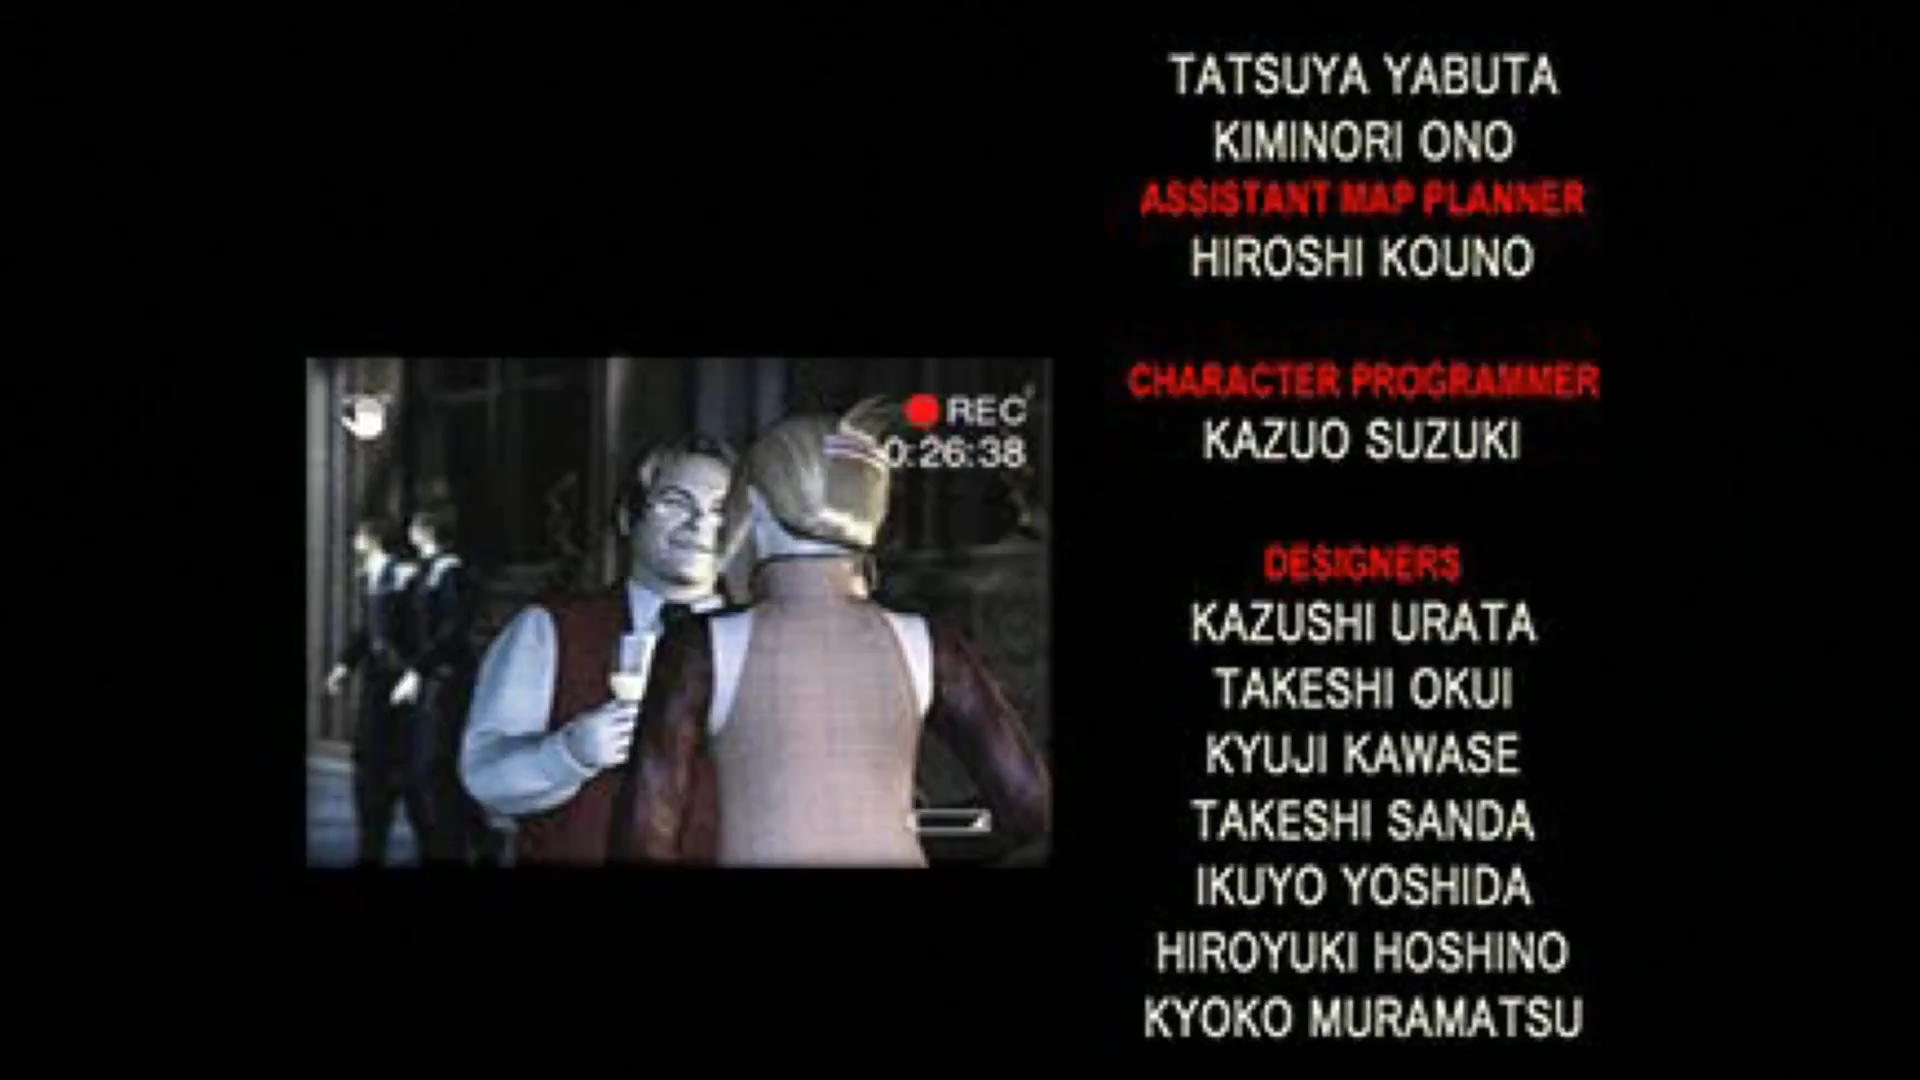 REC
0:26:38
TATSUYA YABUTA
KIMINORI ONO
ASSISTANT MAP PLANNER
HIROSHI KOUNO
CHARACTER PROGRAMMER
KAZUO SUZUKI
DESIGNERS
KAZUSHI URATA
TAKESHI OKUI
KYUJI KAWASE
TAKESHI SANDA
IKUYO YOSHIDA
HIROYUKI HOSHINO
KYOKO MURAMATSU